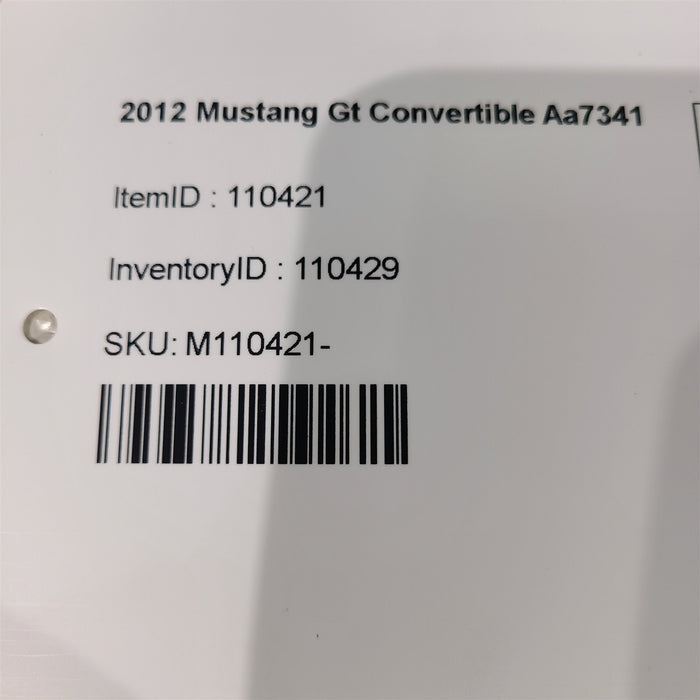 2012 Mustang Gt Convertible Aa7341
ItemID : 110421
InventoryID : 110429
SKU: M110421-